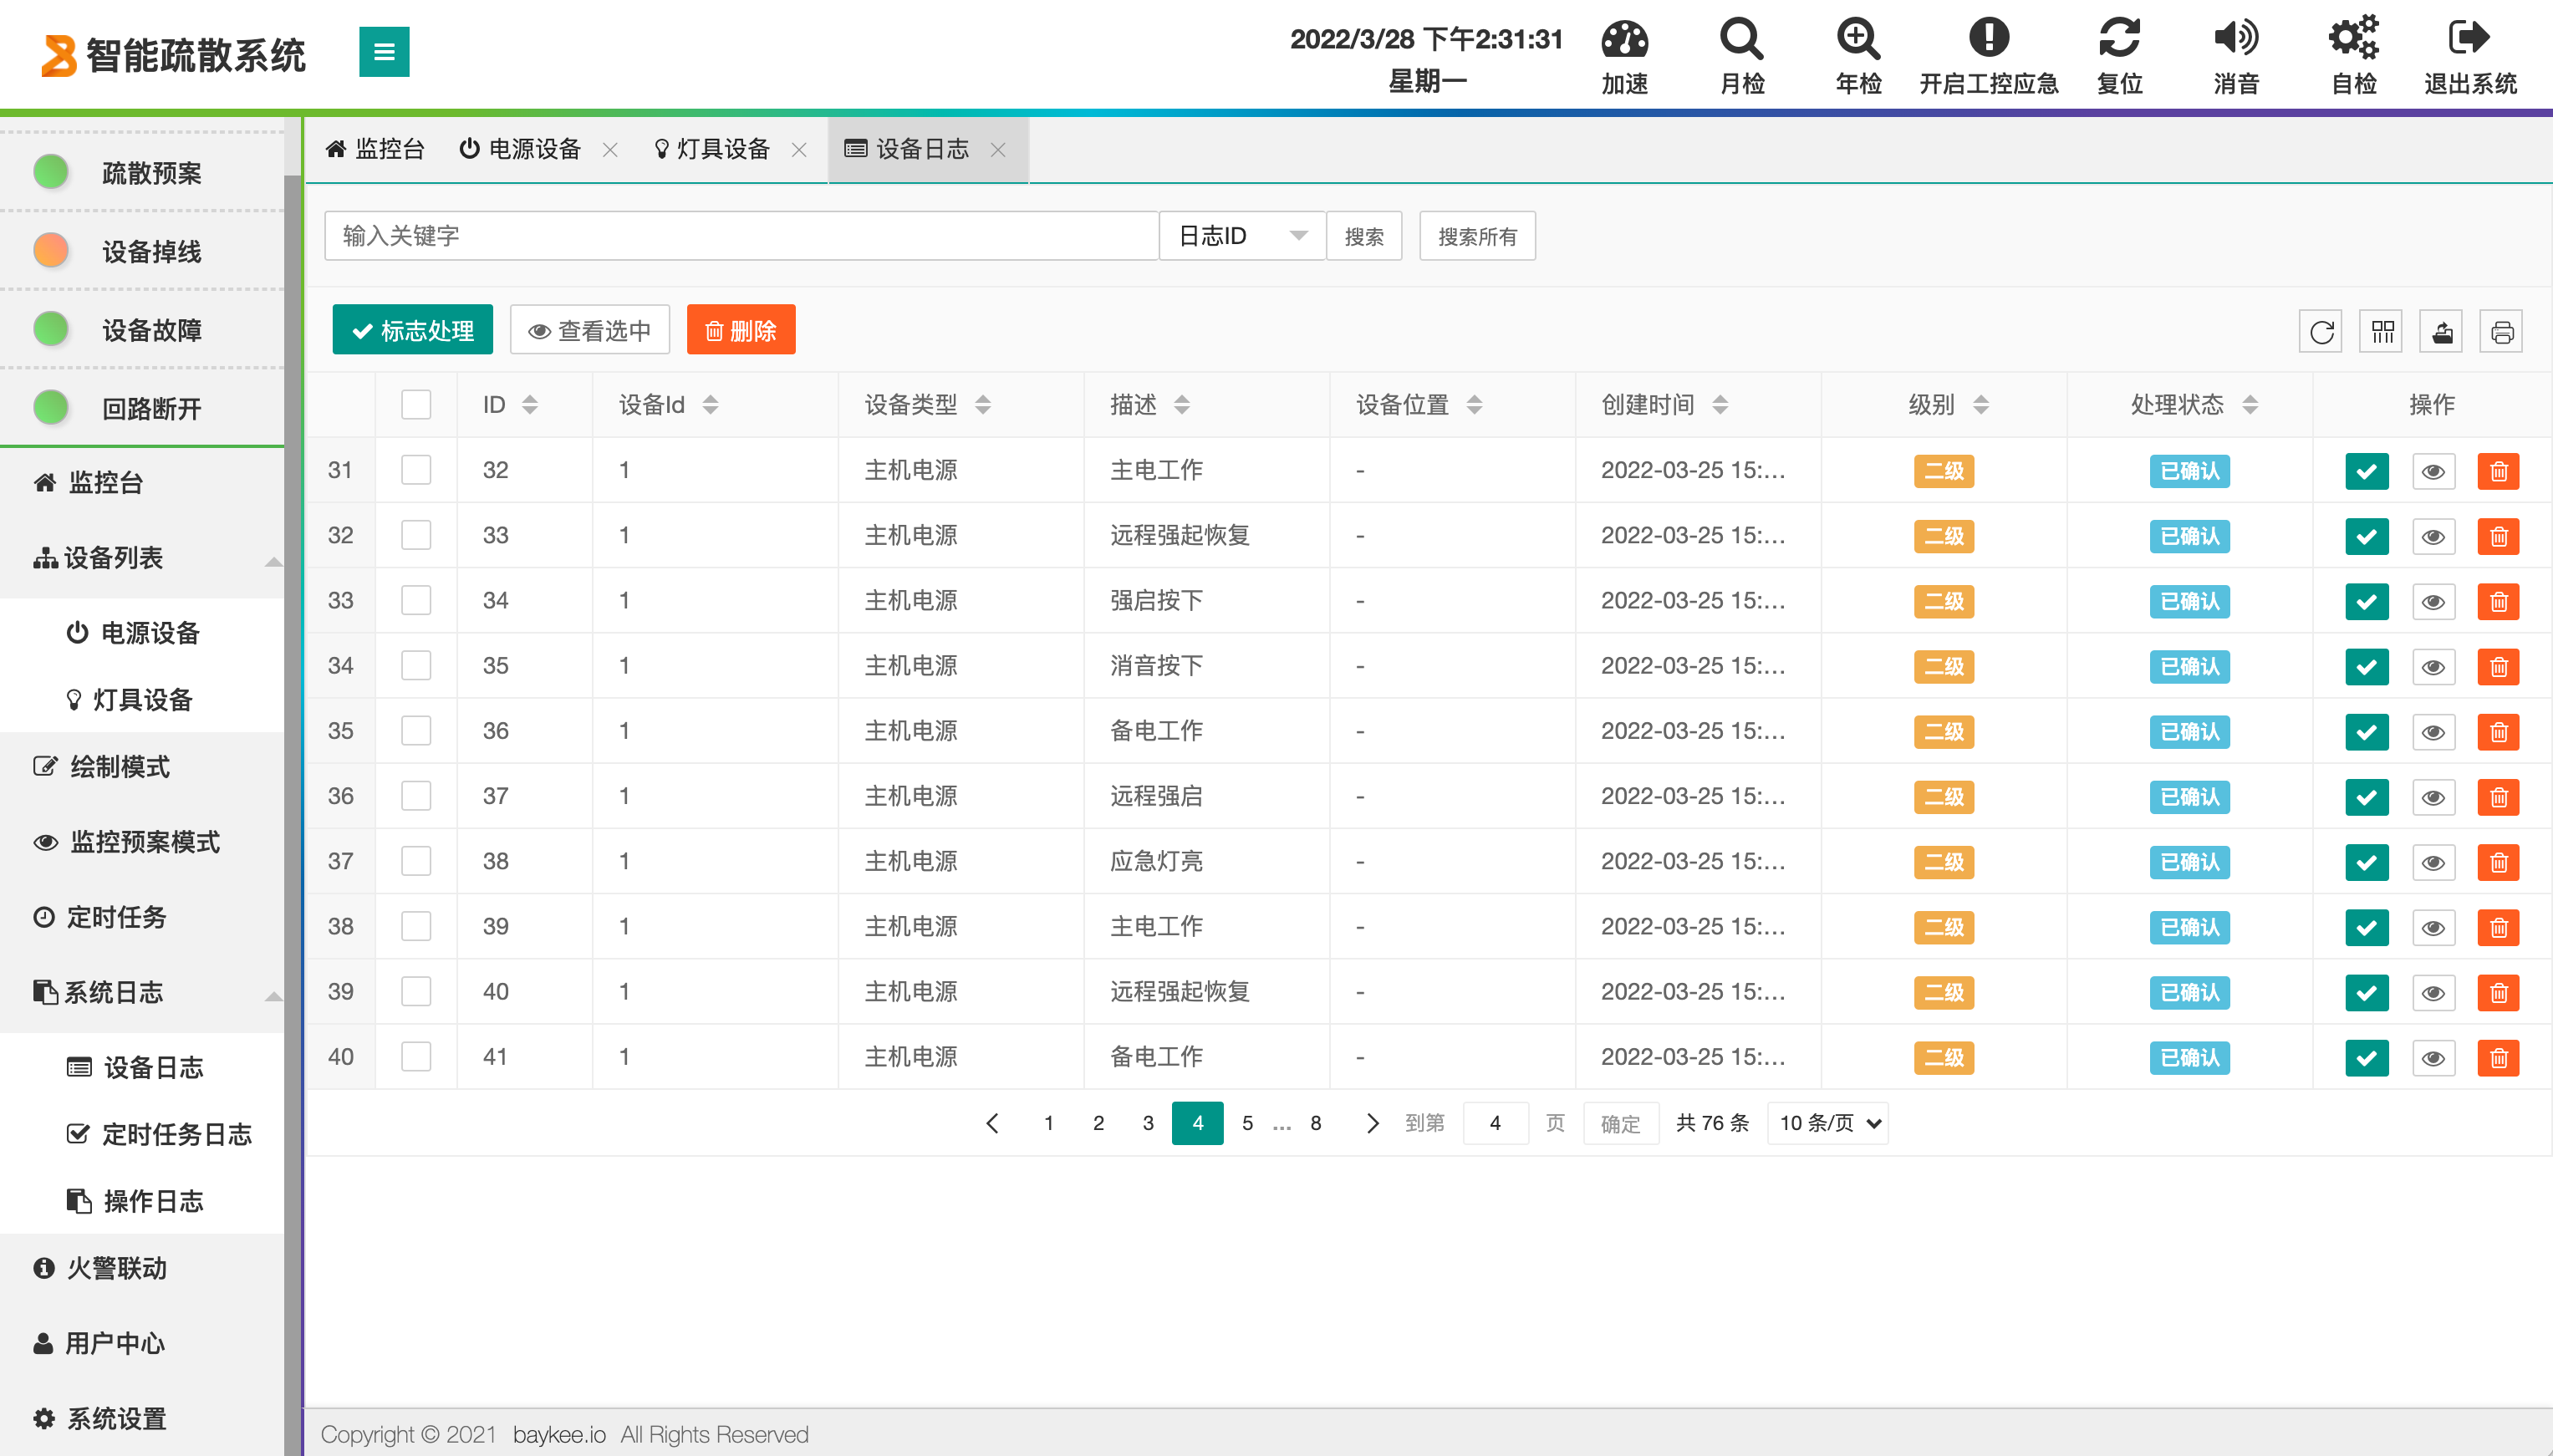 智能疏散系统
2022/3/28 下午2:31:31
星期一
加速
月检
年检
开启工控应急
复位
消音
自检
退出系统
疏散预案
设备掉线
设备故障
回路断开
监控台
设备列表
电源设备
灯具设备
绘制模式
监控预案模式
定时任务
系统日志
设备日志
定时任务日志
操作日志
火警联动
用户中心
系统设置
监控台 电源设备 灯具设备 设备日志
输入关键字 日志ID 搜索 搜索所有
标志处理 查看选中 删除
ID 设备Id 设备类型 描述 设备位置 创建时间 级别 处理状态 操作
31 32 1 主机电源 主电工作 - 2022-03-25 15:... 二级 已确认
32 33 1 主机电源 远程强起恢复 - 2022-03-25 15:... 二级 已确认
33 34 1 主机电源 强启按下 - 2022-03-25 15:... 二级 已确认
34 35 1 主机电源 消音按下 - 2022-03-25 15:... 二级 已确认
35 36 1 主机电源 备电工作 - 2022-03-25 15:... 二级 已确认
36 37 1 主机电源 远程强启 - 2022-03-25 15:... 二级 已确认
37 38 1 主机电源 应急灯亮 - 2022-03-25 15:... 二级 已确认
38 39 1 主机电源 主电工作 - 2022-03-25 15:... 二级 已确认
39 40 1 主机电源 远程强起恢复 - 2022-03-25 15:... 二级 已确认
40 41 1 主机电源 备电工作 - 2022-03-25 15:... 二级 已确认
1 2 3 4 5 ... 8 到第 4 页 确定 共 76 条 10 条/页
Copyright © 2021 baykee.io All Rights Reserved